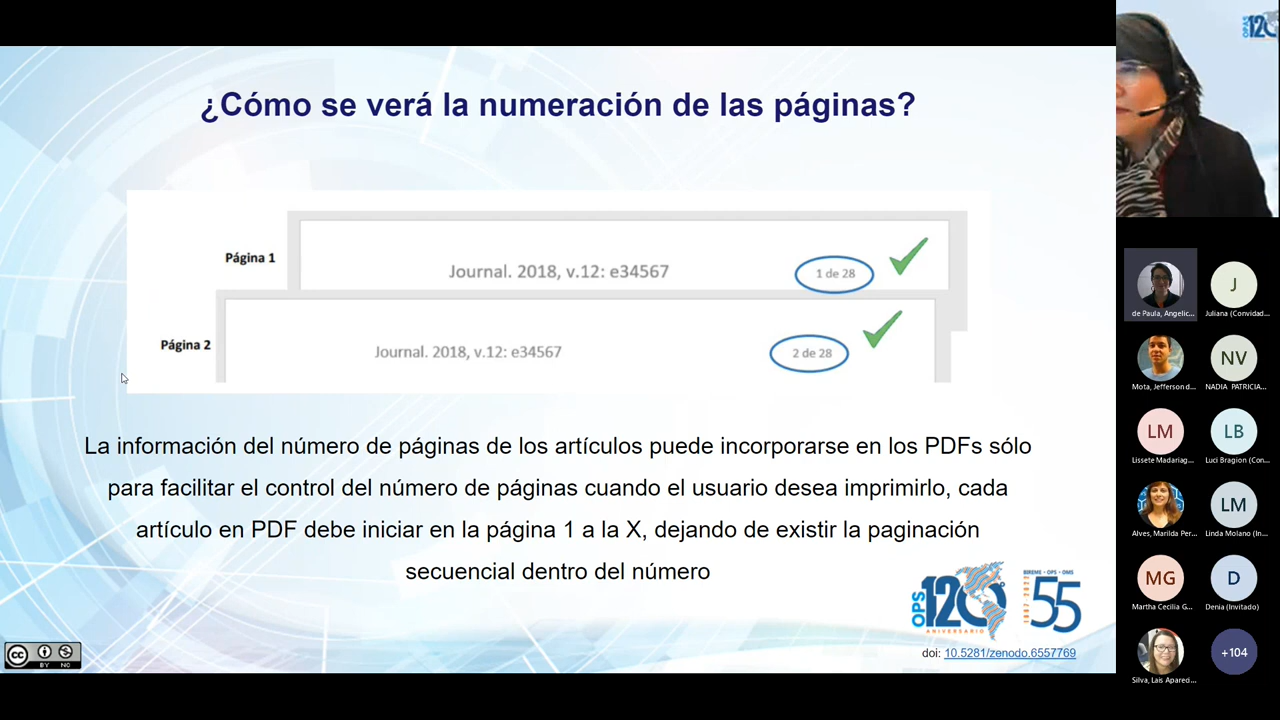 ¿Cómo se verá la numeración de las páginas?
Página 1
Journal. 2018, v.12: e34567
1 de 28
Página 2
Journal. 2018, v.12: e34567
2 de 28
La información del número de páginas de los artículos puede incorporarse en los PDFs sólo
para facilitar el control del número de páginas cuando el usuario desea imprimirlo, cada
artículo en PDF debe iniciar en la página 1 a la X, dejando de existir la paginación
secuencial dentro del número
OPS 120
ANIVERSARIO
BIREME • OPS • OMS
55
doi: 10.5281/zenodo.6557769
cc
BY NC
OPAS 120
de Paula, Angelic...
J
Juliana (Convidad...
Mota, Jefferson d...
NV
NADIA PATRICIA...
LM
Lissete Madariag...
LB
Luci Bragion (Con...
Alves, Marilda Per...
LM
Linda Molano (In...
MG
Martha Cecilia G...
D
Denia (Invitado)
Silva, Lais Apared...
+104